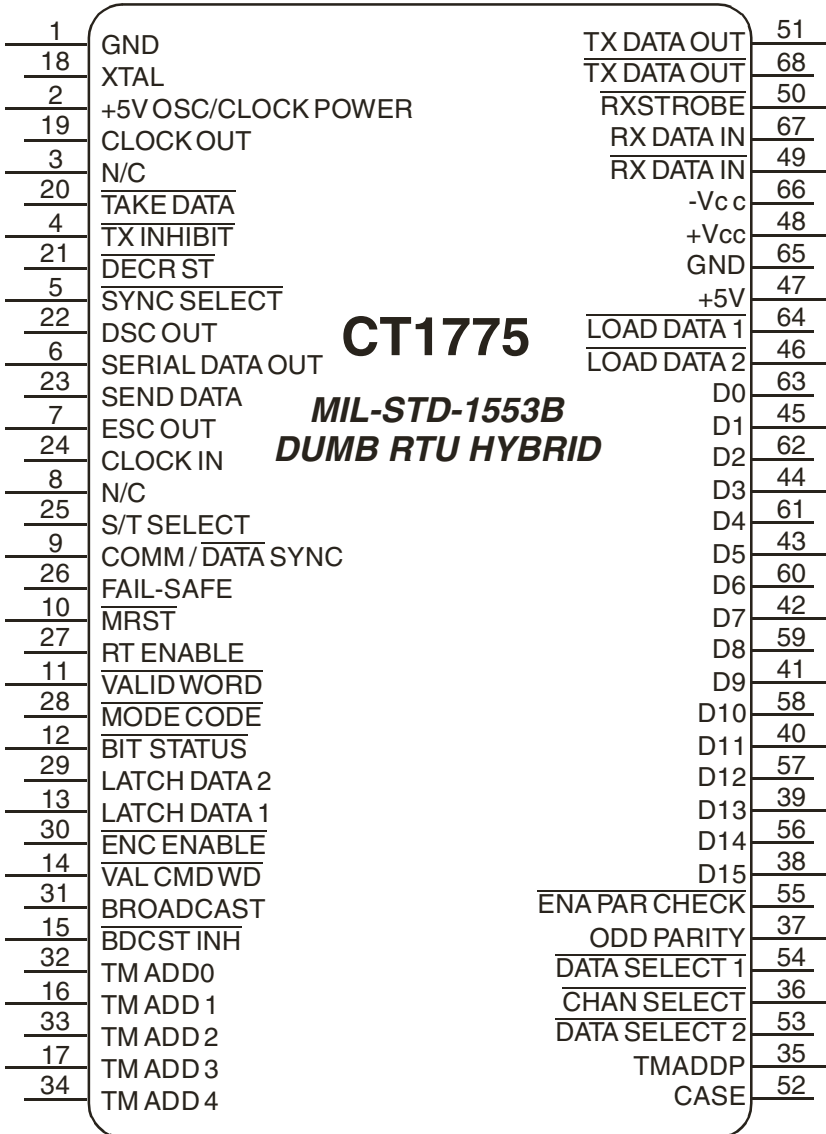 1 GND
18 XTAL
2 +5V OSC/CLOCK POWER
19 CLOCK OUT
3 N/C
20 TAKE DATA
4 TX INHIBIT
21 DECR ST
5 SYNC SELECT
22 DSC OUT
6 SERIAL DATA OUT
23 SEND DATA
7 ESC OUT
24 CLOCK IN
8 N/C
25 S/T SELECT
9 COMM / DATA SYNC
26 FAIL-SAFE
10 MRST
27 RT ENABLE
11 VALID WORD
28 MODE CODE
12 BIT STATUS
29 LATCH DATA 2
13 LATCH DATA 1
30 ENC ENABLE
14 VAL CMD WD
31 BROADCAST
15 BDCST INH
32 TM ADD0
16 TM ADD 1
33 TM ADD 2
17 TM ADD 3
34 TM ADD 4
CT1775
MIL-STD-1553B
DUMB RTU HYBRID
TX DATA OUT 51
TX DATA OUT 68
RXSTROBE 50
RX DATA IN 67
RX DATA IN 49
-Vcc 66
+Vcc 48
GND 65
+5V 47
LOAD DATA 1 64
LOAD DATA 2 46
D0 63
D1 45
D2 62
D3 44
D4 61
D5 43
D6 60
D7 42
D8 59
D9 41
D10 58
D11 40
D12 57
D13 39
D14 56
D15 38
ENA PAR CHECK 55
ODD PARITY 37
DATA SELECT 1 54
CHAN SELECT 36
DATA SELECT 2 53
TMADDP 35
CASE 52